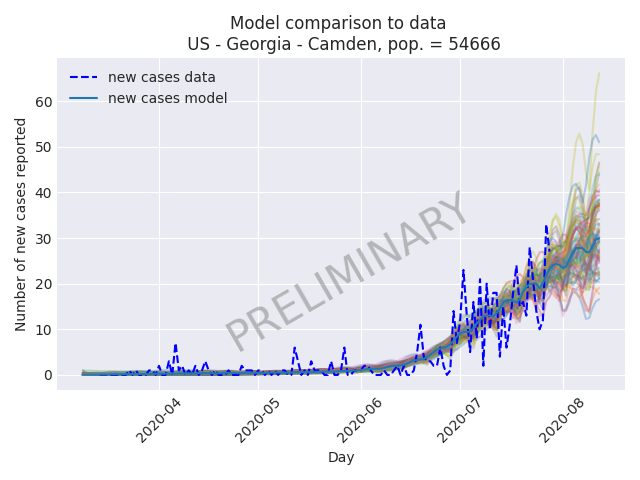 Model comparison to data
US - Georgia - Camden, pop. = 54666
new cases data
new cases model
Number of new cases reported
60
50
40
30
20
10
0
PRELIMINARY
2020-04
2020-05
2020-06
2020-07
2020-08
Day